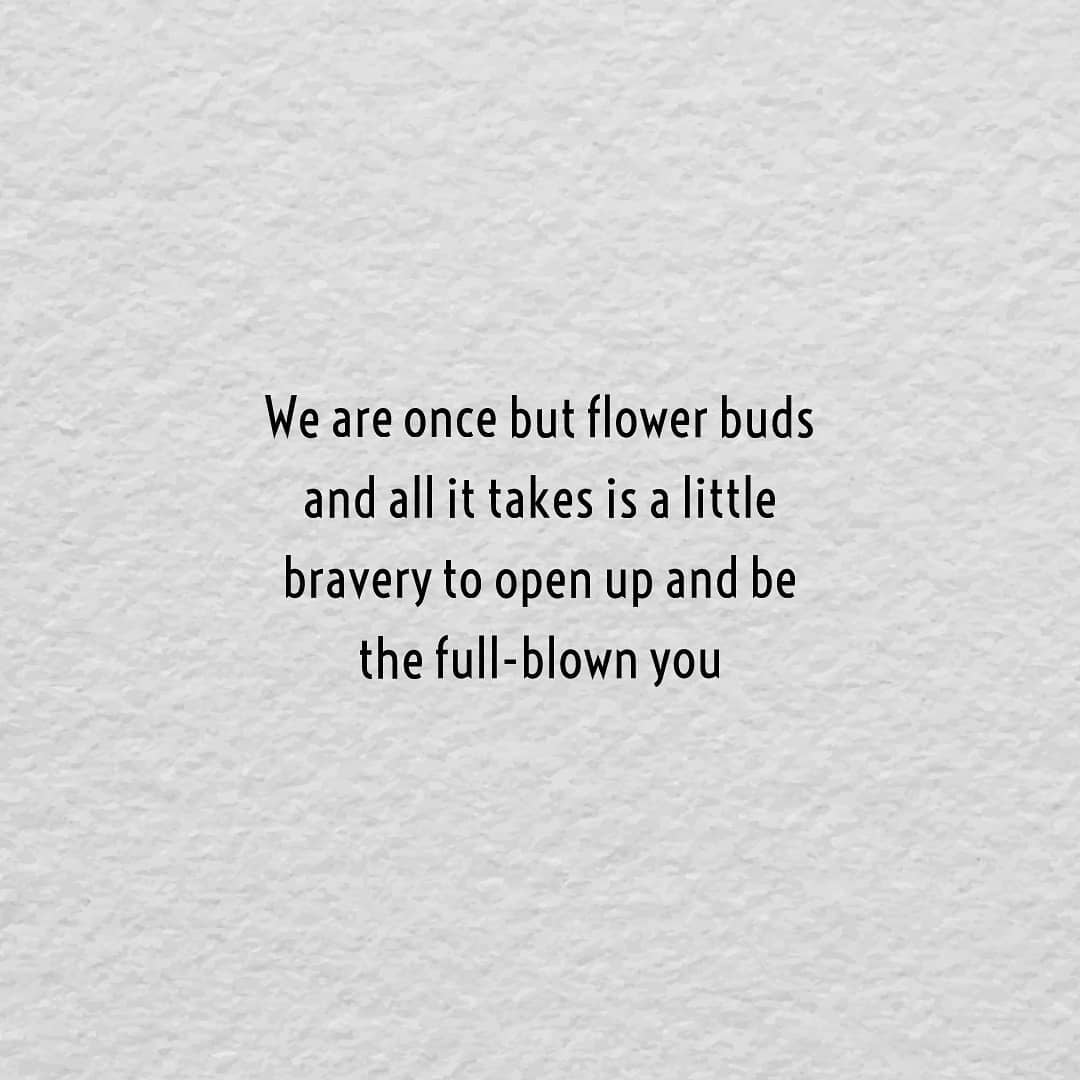 We are once but flower buds
and all it takes is a little
bravery to open up and be
the full-blown you